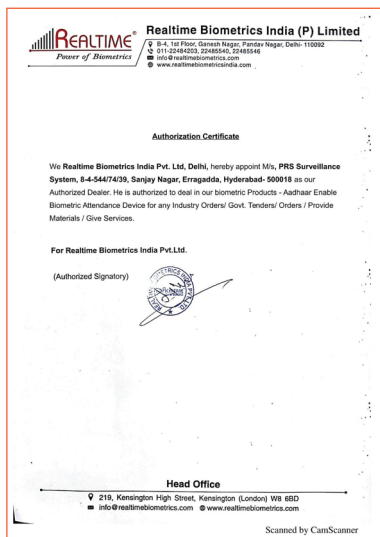 REALTIME®
Power of Biometrics
Realtime Biometrics India (P) Limited
B-4, 1st Floor, Ganesh Nagar, Pandav Nagar, Delhi- 110092
011-22484203, 22485540, 22485546
info@realtimebiometrics.com
www.realtimebiometricsindia.com
Authorization Certificate
We Realtime Biometrics India Pvt. Ltd, Delhi, hereby appoint M/s, PRS Surveillance
System, 8-4-544/74/39, Sanjay Nagar, Erragadda, Hyderabad- 500018 as our
Authorized Dealer. He is authorized to deal in our biometric Products - Aadhaar Enable
Biometric Attendance Device for any Industry Orders/ Govt. Tenders/ Orders / Provide
Materials / Give Services.
For Realtime Biometrics India Pvt.Ltd.
(Authorized Signatory)
Head Office
219, Kensington High Street, Kensington (London) W8 6BD
info@realtimebiometrics.com www.realtimebiometrics.com
Scanned by CamScanner